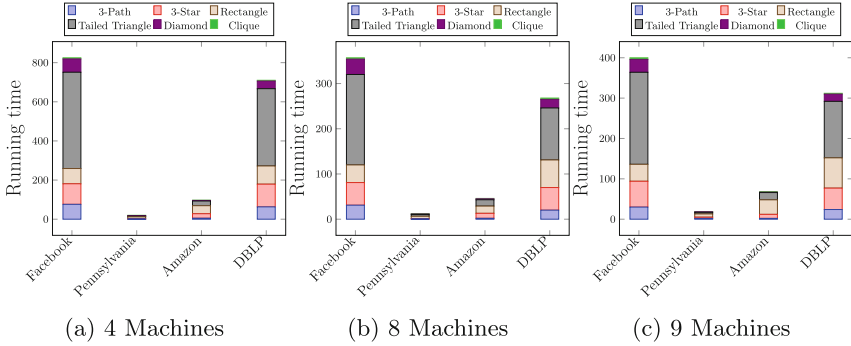 3-Path 3-Star Rectangle
Tailed Triangle Diamond Clique
800
600
400
200
0
Running time
Facebook
Pennsylvania
Amazon
DBLP
(a) 4 Machines
3-Path 3-Star Rectangle
Tailed Triangle Diamond Clique
300
200
100
0
Running time
Facebook
Pennsylvania
Amazon
DBLP
(b) 8 Machines
3-Path 3-Star Rectangle
Tailed Triangle Diamond Clique
400
300
200
100
0
Running time
Facebook
Pennsylvania
Amazon
DBLP
(c) 9 Machines